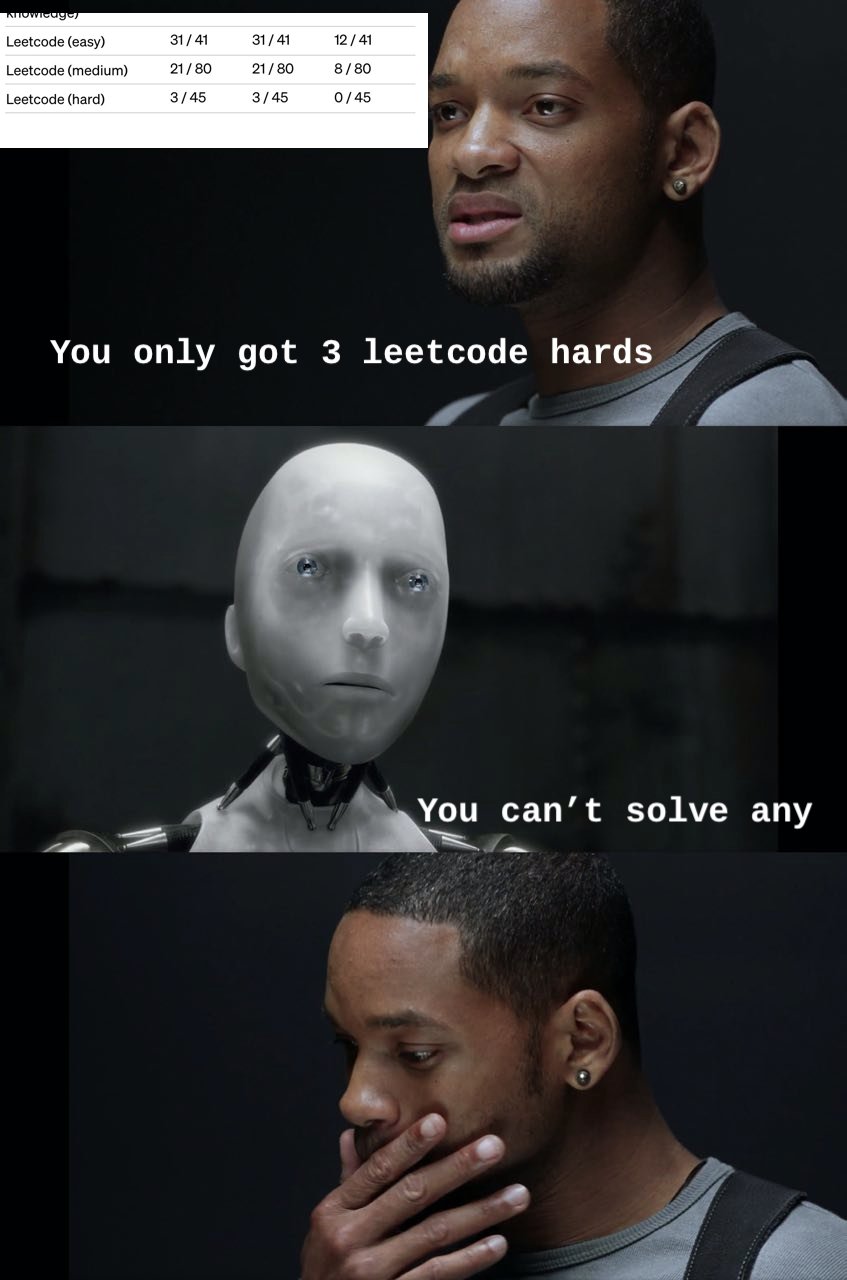 knowledge)
Leetcode (easy) 31 / 41 31 / 41 12 / 41
Leetcode (medium) 21 / 80 21 / 80 8 / 80
Leetcode (hard) 3 / 45 3 / 45 0 / 45
You only got 3 leetcode hards
You can’t solve any